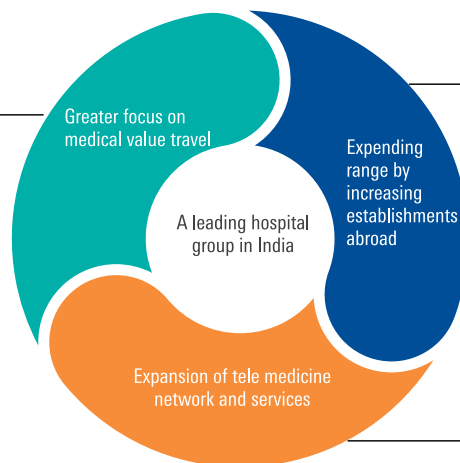 Greater focus on
medical value travel
Expending
range by
increasing
establishments
abroad
A leading hospital
group in India
Expansion of tele medicine
network and services